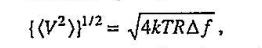 {⟨V²⟩}^{1/2} = √(4kTRΔf) ,